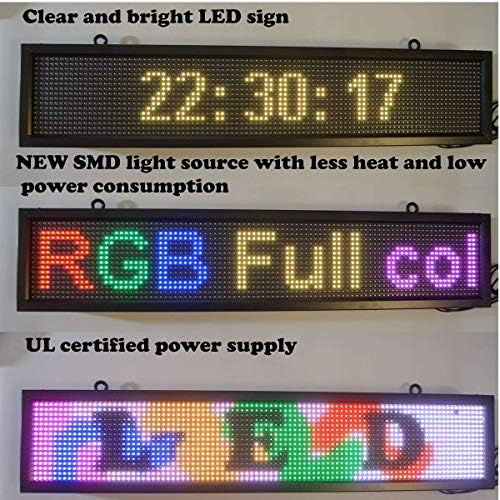 Clear and bright LED sign
22:30:17
NEW SMD light source with less heat and low
power consumption
RGB Full col
UL certified power supply
LED